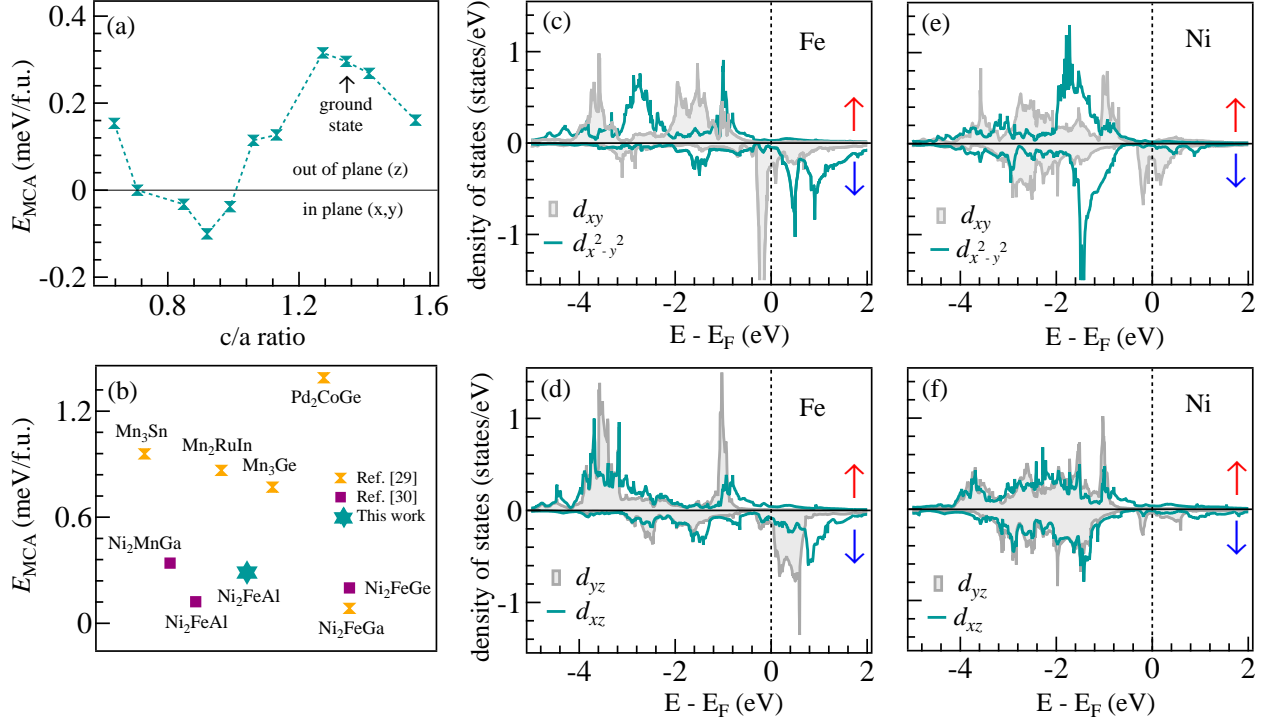 (a)
E_MCA (meV/f.u.)
0.4
0.2
0
-0.2
ground
state
out of plane (z)
in plane (x,y)
0.8
1.2
1.6
c/a ratio
(b)
E_MCA (meV/f.u.)
1.2
0.6
0
Pd₂CoGe
Mn₃Sn
Mn₂RuIn
Mn₃Ge
Ref. [29]
Ref. [30]
This work
Ni₂MnGa
Ni₂FeAl
Ni₂FeAl
Ni₂FeGe
Ni₂FeGa
(c)
Fe
density of states (states/eV)
1
0
-1
d_xy
d_x²-y²
-4
-2
0
2
E - E_F (eV)
(d)
Fe
density of states (states/eV)
1
0
-1
d_yz
d_xz
-4
-2
0
2
E - E_F (eV)
(e)
Ni
d_xy
d_x²-y²
-4
-2
0
2
E - E_F (eV)
(f)
Ni
d_yz
d_xz
-4
-2
0
2
E - E_F (eV)